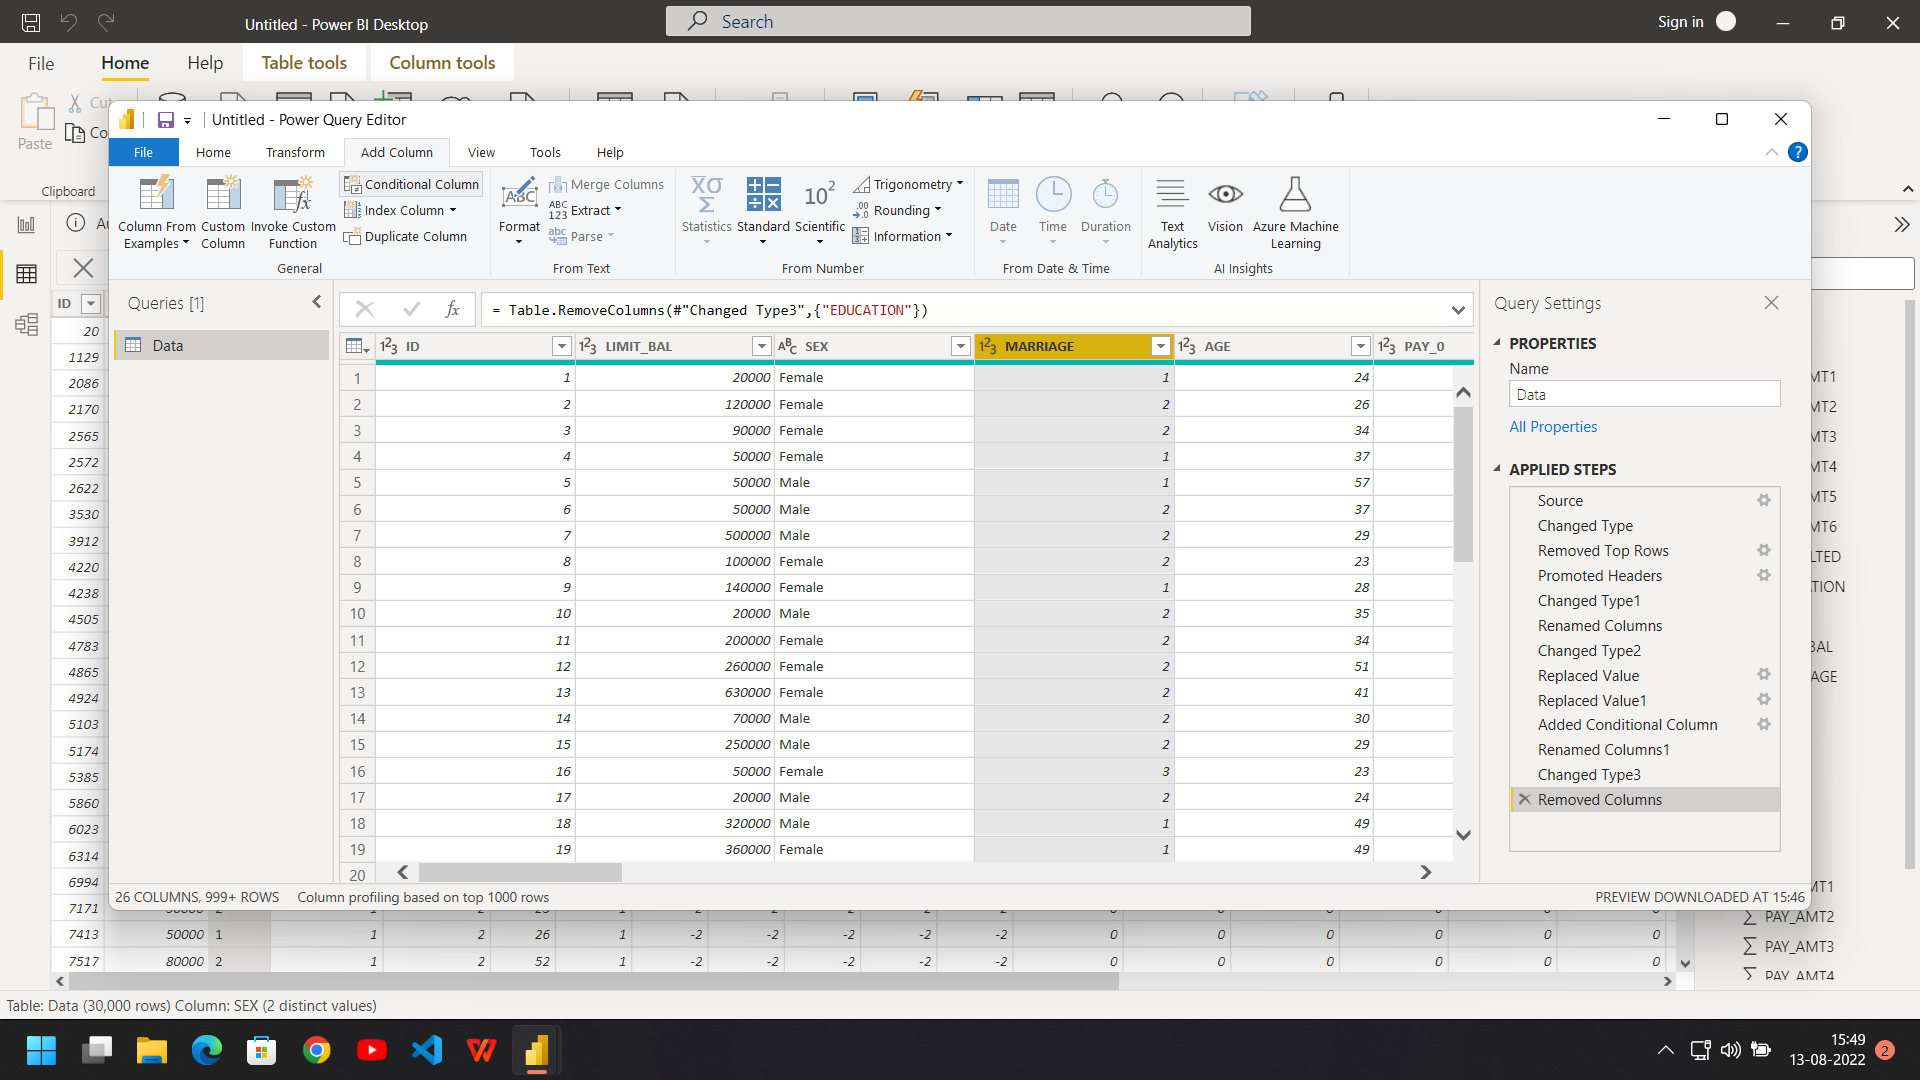 Untitled - Power BI Desktop
Search
Sign in
File Home Help Table tools Column tools
Paste
Clipboard
Untitled - Power Query Editor
File Home Transform Add Column View Tools Help
Column From Examples
Custom Column
Invoke Custom Function
Conditional Column
Index Column
Duplicate Column
General
Format
Merge Columns
Extract
Parse
From Text
Statistics
Standard
Scientific
Trigonometry
Rounding
Information
From Number
Date
Time
Duration
From Date & Time
Text Analytics
Vision
Azure Machine Learning
AI Insights
Queries [1]
Data
= Table.RemoveColumns(#"Changed Type3",{"EDUCATION"})
ID LIMIT_BAL SEX MARRIAGE AGE PAY_0
1 1 20000 Female 1 24
2 2 120000 Female 2 26
3 3 90000 Female 2 34
4 4 50000 Female 1 37
5 5 50000 Male 1 57
6 6 50000 Male 2 37
7 7 500000 Male 2 29
8 8 100000 Female 2 23
9 9 140000 Female 1 28
10 10 20000 Male 2 35
11 11 200000 Female 2 34
12 12 260000 Female 2 51
13 13 630000 Female 2 41
14 14 70000 Male 2 30
15 15 250000 Male 2 29
16 16 50000 Female 3 23
17 17 20000 Male 2 24
18 18 320000 Male 1 49
19 19 360000 Female 1 49
20
Query Settings
PROPERTIES
Name
Data
All Properties
APPLIED STEPS
Source
Changed Type
Removed Top Rows
Promoted Headers
Changed Type1
Renamed Columns
Changed Type2
Replaced Value
Replaced Value1
Added Conditional Column
Renamed Columns1
Changed Type3
Removed Columns
26 COLUMNS, 999+ ROWS Column profiling based on top 1000 rows
PREVIEW DOWNLOADED AT 15:46
ID
20
1129
2086
2170
2565
2572
2622
3530
3912
4220
4238
4505
4783
4865
4924
5103
5174
5385
5860
6023
6314
6994
7171
7413 50000 1 1 2 26 1 -2 -2 -2 -2 -2 0 0 0 0 0 0
7517 80000 2 1 2 52 1 -2 -2 -2 -2 -2 0 0 0 0 0 0
PAY_AMT2
PAY_AMT3
PAY_AMT4
Table: Data (30,000 rows) Column: SEX (2 distinct values)
15:49
13-08-2022
2